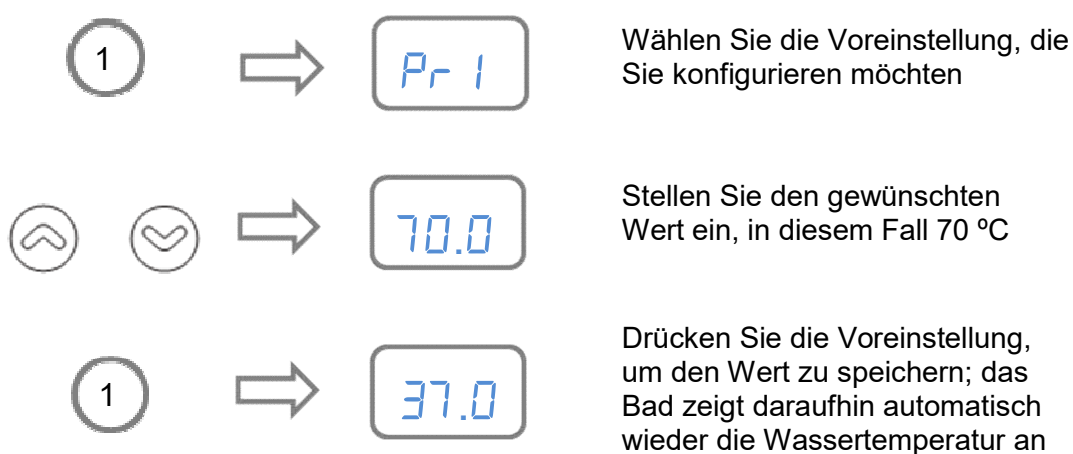 1
Pr 1
Wählen Sie die Voreinstellung, die
Sie konfigurieren möchten
70.0
Stellen Sie den gewünschten
Wert ein, in diesem Fall 70 ºC
1
37.0
Drücken Sie die Voreinstellung,
um den Wert zu speichern; das
Bad zeigt daraufhin automatisch
wieder die Wassertemperatur an